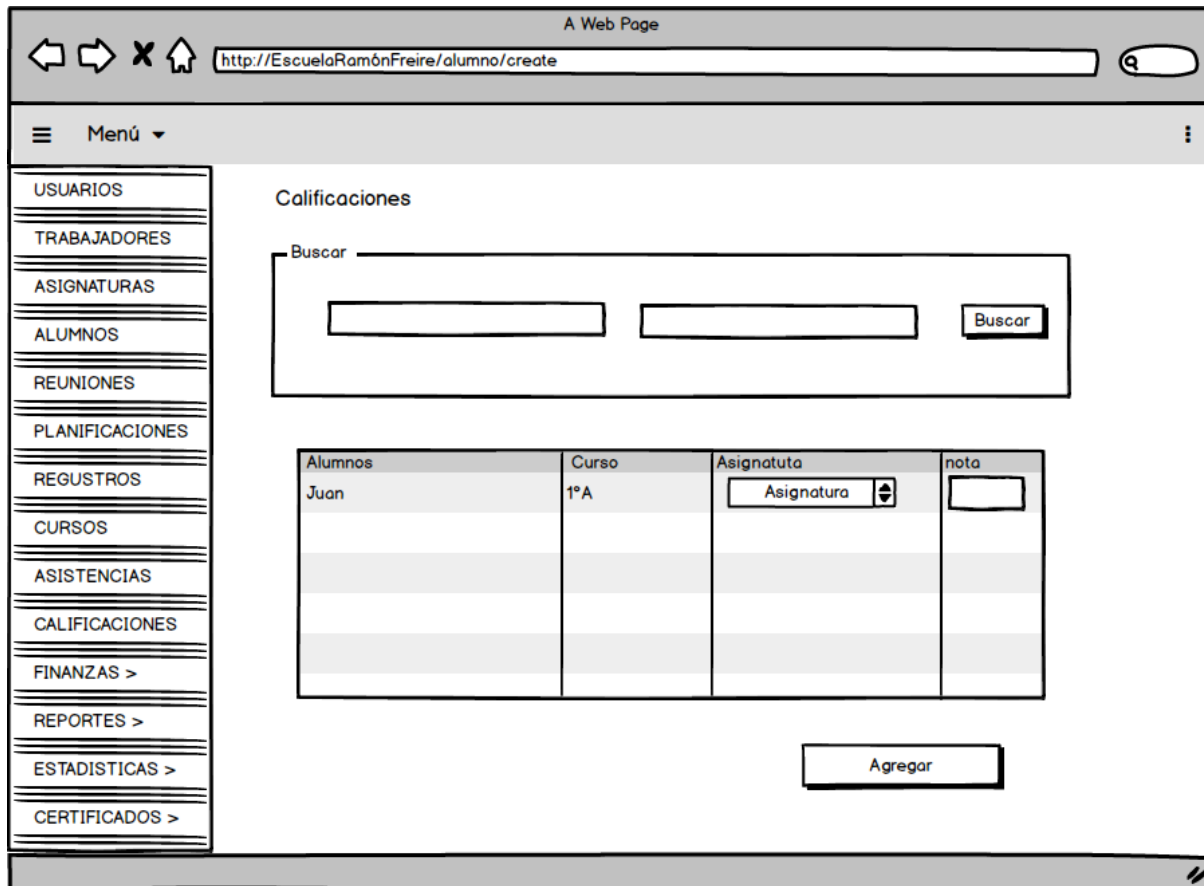 A Web Page
http://EscuelaRamónFreire/alumno/create
Menú
USUARIOS
TRABAJADORES
ASIGNATURAS
ALUMNOS
REUNIONES
PLANIFICACIONES
REGUSTROS
CURSOS
ASISTENCIAS
CALIFICACIONES
FINANZAS >
REPORTES >
ESTADISTICAS >
CERTIFICADOS >
Calificaciones
Buscar
Buscar
Alumnos Curso Asignatuta nota
Juan 1°A Asignatura
Agregar